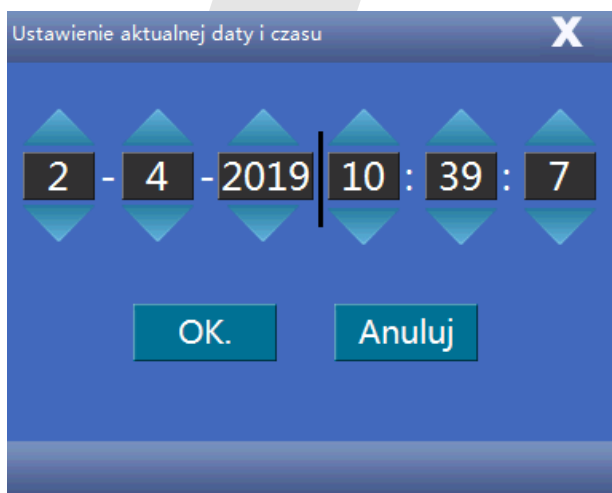 Ustawienie aktualnej daty i czasu X
2 - 4 - 2019 10 : 39 : 7
OK. Anuluj